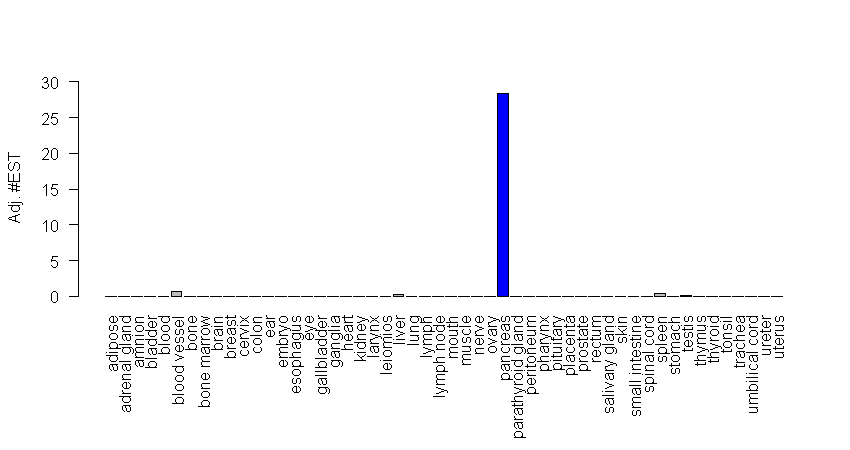 Adj. #EST
30
25
20
15
10
5
0
adipose
adrenal gland
amnion
bladder
blood
blood vessel
bone
bone marrow
brain
breast
cervix
colon
ear
embryo
esophagus
eye
gallbladder
ganglia
heart
kidney
larynx
leiomios
liver
lung
lymph
lymph node
mouth
muscle
nerve
ovary
pancreas
parathyroid gland
peritoneum
pharynx
pituitary
placenta
prostate
rectum
salivary gland
skin
small intestine
spinal cord
spleen
stomach
testis
thymus
thyroid
tonsil
trachea
umbilical cord
ureter
uterus